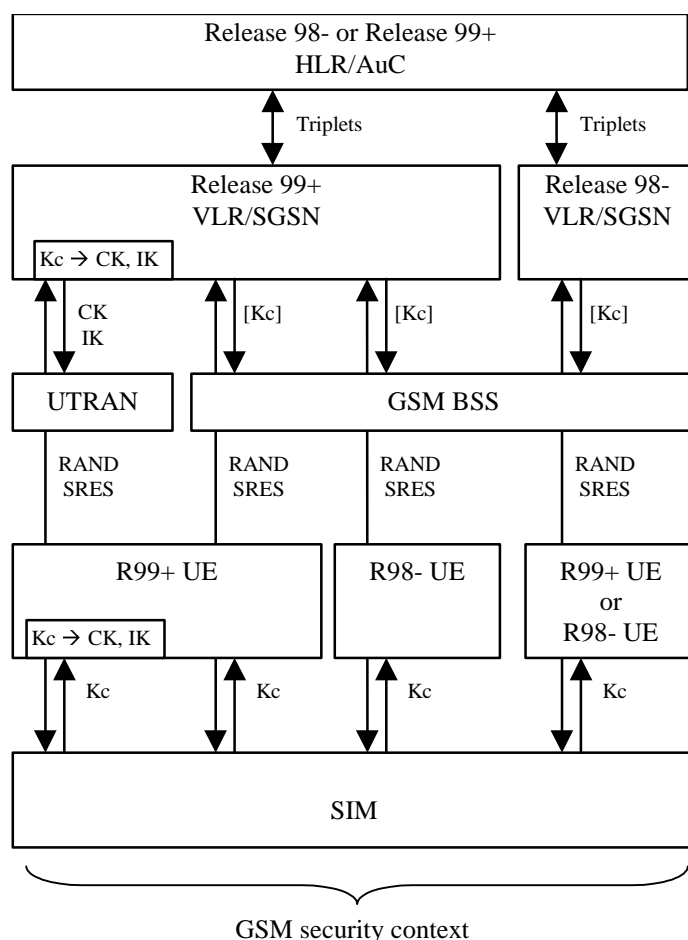 Release 98- or Release 99+
HLR/AuC
Triplets
Triplets
Release 99+
VLR/SGSN
Release 98-
VLR/SGSN
Kc → CK, IK
CK
IK
[Kc]
[Kc]
[Kc]
UTRAN
GSM BSS
RAND
SRES
RAND
SRES
RAND
SRES
RAND
SRES
R99+ UE
R98- UE
R99+ UE
or
R98- UE
Kc → CK, IK
Kc
Kc
Kc
Kc
SIM
GSM security context